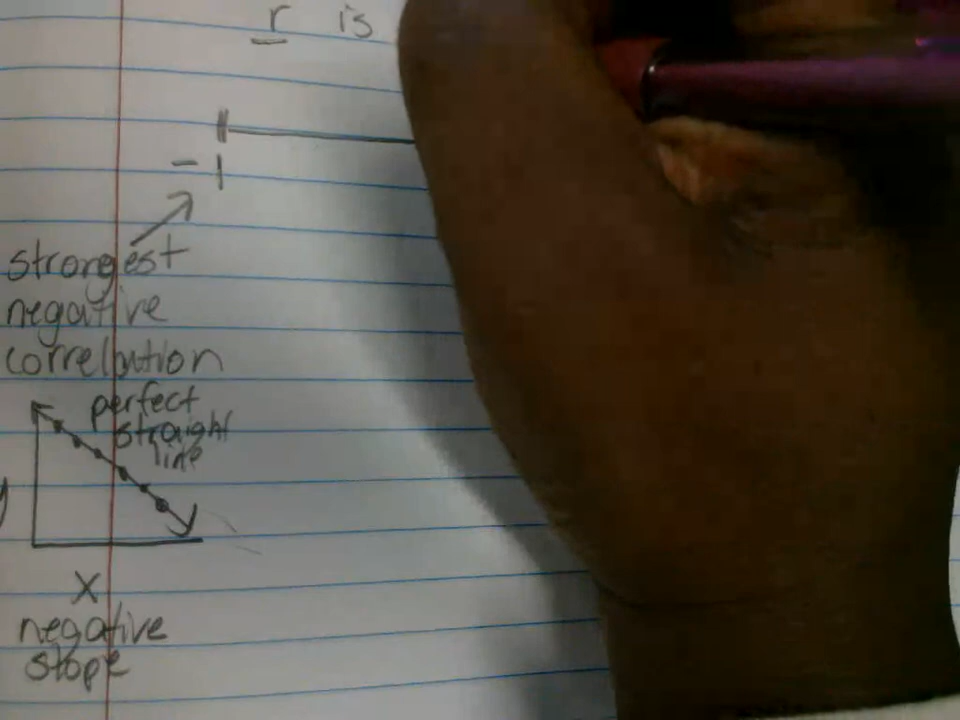 r is
-1
strongest
negative
correlation
perfect
straight
line
y
x
negative
slope